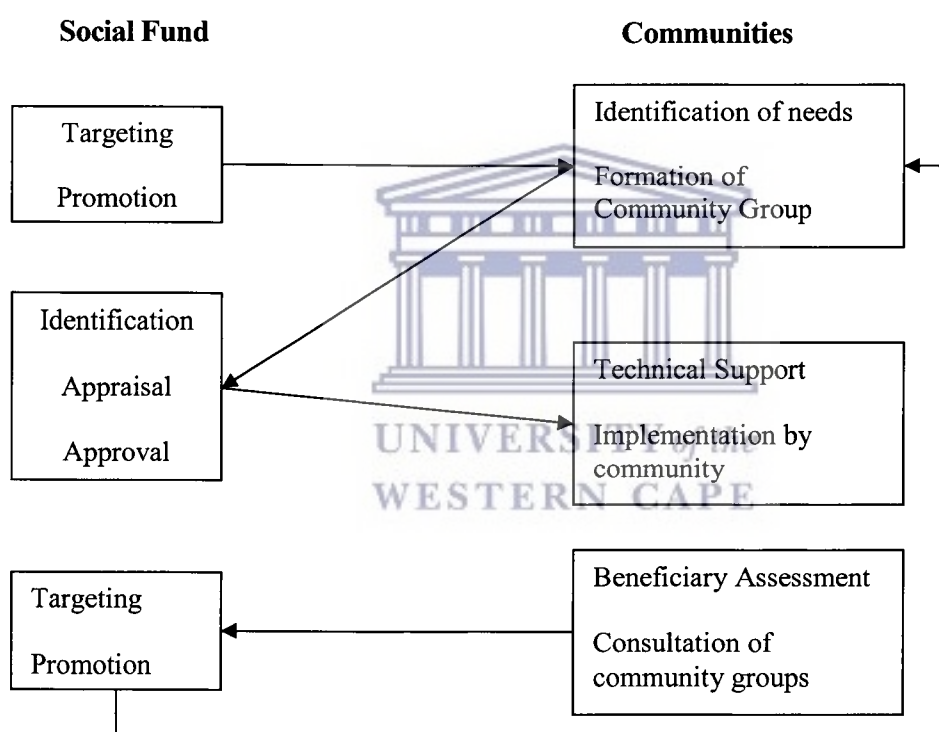 Social Fund
Communities
Targeting
Promotion
Identification of needs
Formation of
Community Group
Identification
Appraisal
Approval
Technical Support
Implementation by
community
UNIVERSITY of the
WESTERN CAPE
Targeting
Promotion
Beneficiary Assessment
Consultation of
community groups